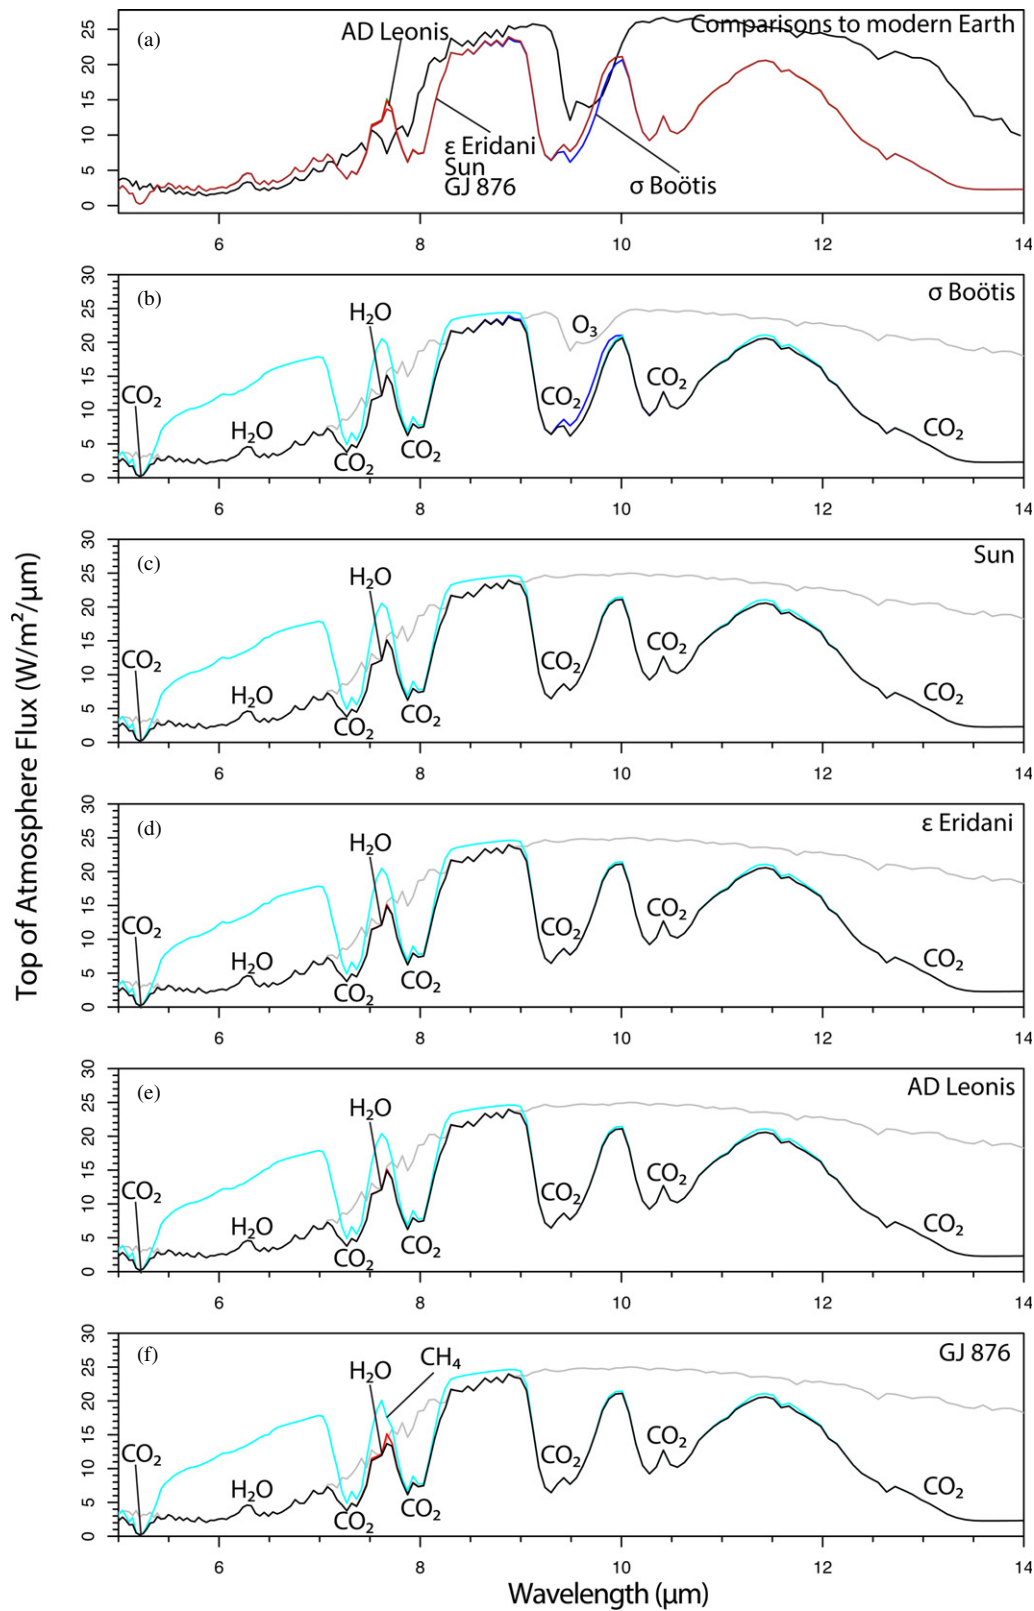 (a)
AD Leonis
Comparisons to modern Earth
ε Eridani
Sun
GJ 876
σ Boötis
0 5 10 15 20 25
6 8 10 12 14
(b)
σ Boötis
H₂O
O₃
CO₂
H₂O
CO₂
CO₂
CO₂
CO₂
CO₂
0 5 10 15 20 25 30
6 8 10 12 14
(c)
Sun
H₂O
CO₂
H₂O
CO₂
CO₂
CO₂
CO₂
CO₂
0 5 10 15 20 25 30
6 8 10 12 14
(d)
ε Eridani
H₂O
CO₂
H₂O
CO₂
CO₂
CO₂
CO₂
CO₂
0 5 10 15 20 25 30
6 8 10 12 14
(e)
AD Leonis
H₂O
CO₂
H₂O
CO₂
CO₂
CO₂
CO₂
CO₂
0 5 10 15 20 25 30
6 8 10 12 14
(f)
GJ 876
H₂O
CH₄
CO₂
H₂O
CO₂
CO₂
CO₂
CO₂
CO₂
0 5 10 15 20 25 30
6 8 10 12 14
Wavelength (μm)
Top of Atmosphere Flux (W/m²/μm)